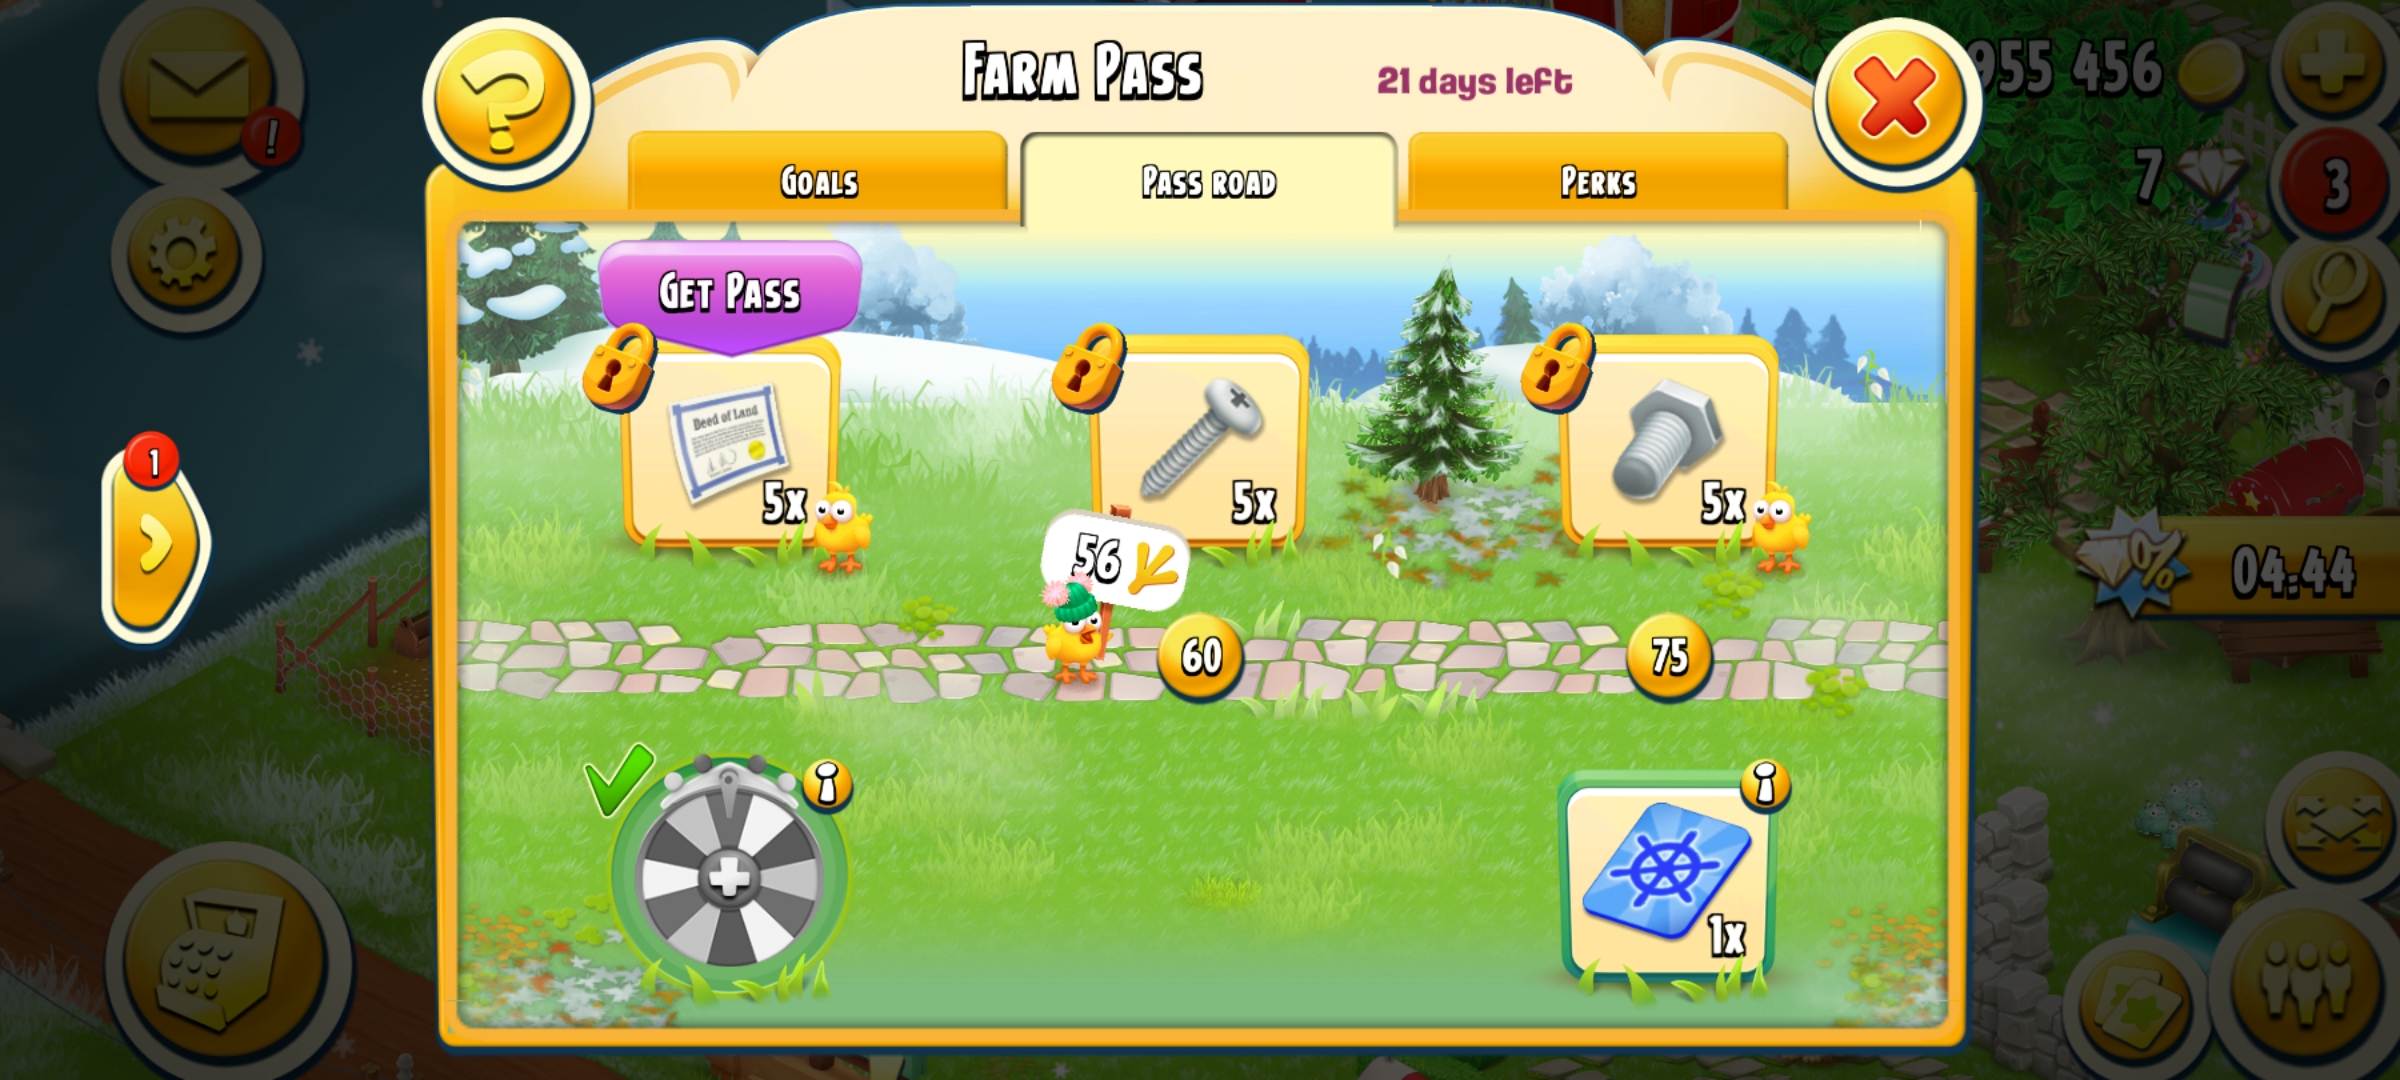 FARM PASS
21 days left
GOALS
PASS ROAD
PERKS
955 456
7
3
GET PASS
Deed of Land
5x
5x
5x
56
60
75
1x
1
!
%
04:44